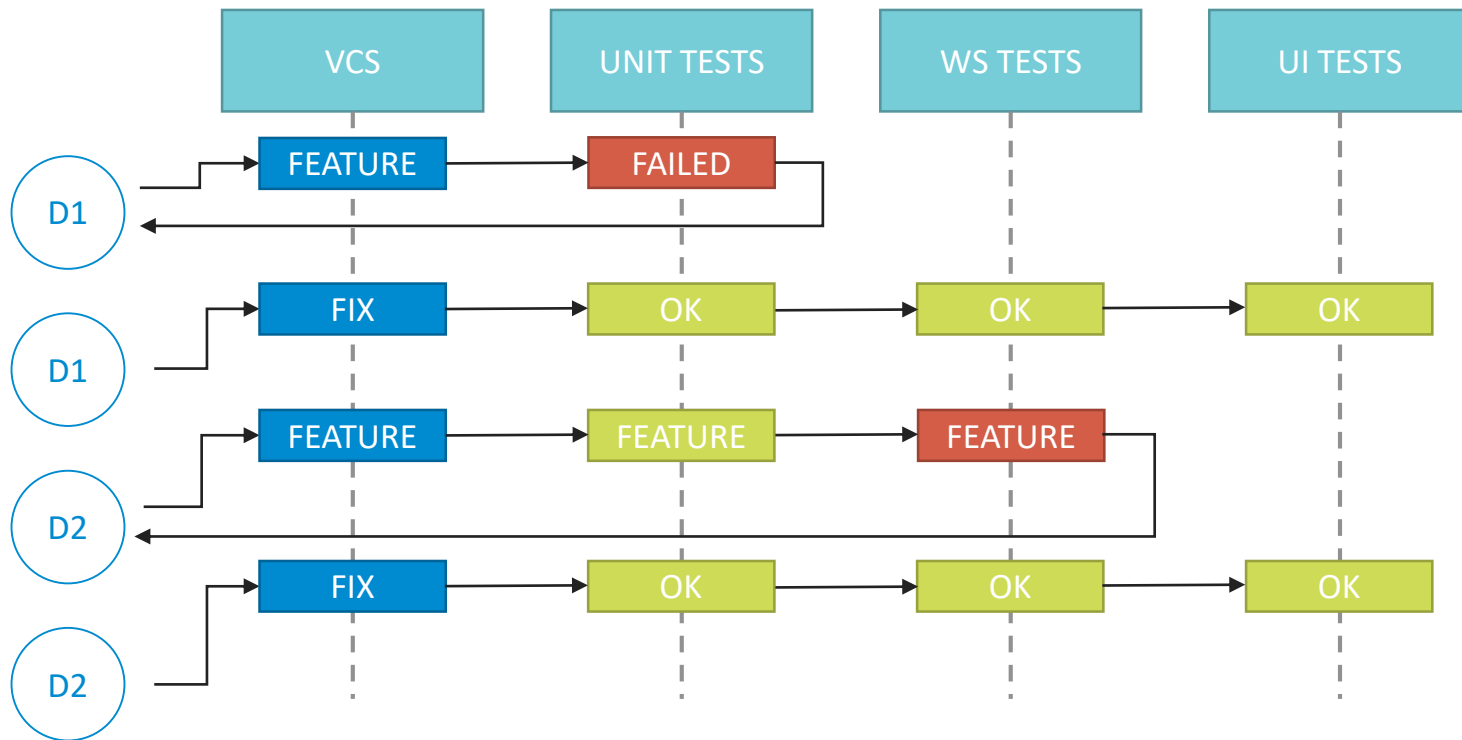 VCS
UNIT TESTS
WS TESTS
UI TESTS
FEATURE
FAILED
D1
FIX
OK
OK
OK
D1
FEATURE
FEATURE
FEATURE
D2
FIX
OK
OK
OK
D2